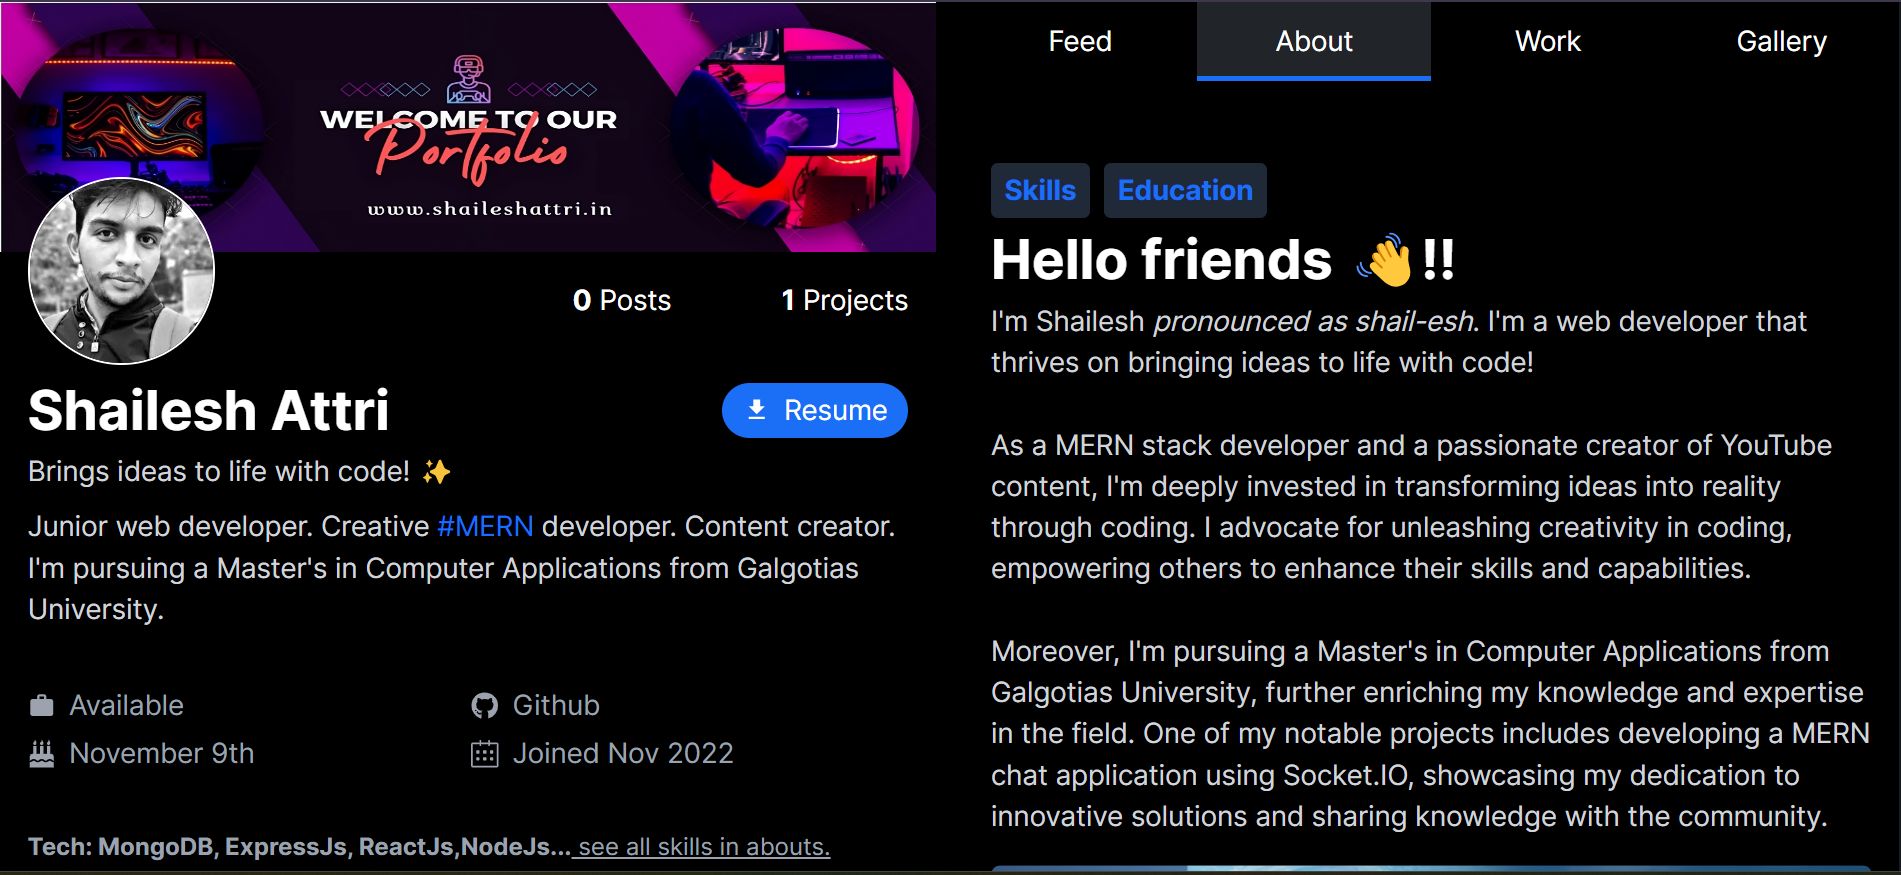 WELCOME TO OUR
Portfolio
www.shaileshattri.in
0 Posts
1 Projects
Shailesh Attri
Resume
Brings ideas to life with code! ✨
Junior web developer. Creative #MERN developer. Content creator.
I'm pursuing a Master's in Computer Applications from Galgotias
University.
Available
Github
November 9th
Joined Nov 2022
Tech: MongoDB, ExpressJs, ReactJs,NodeJs... see all skills in abouts.
Feed
About
Work
Gallery
Skills
Education
Hello friends 👋!!
I'm Shailesh pronounced as shail-esh. I'm a web developer that
thrives on bringing ideas to life with code!
As a MERN stack developer and a passionate creator of YouTube
content, I'm deeply invested in transforming ideas into reality
through coding. I advocate for unleashing creativity in coding,
empowering others to enhance their skills and capabilities.
Moreover, I'm pursuing a Master's in Computer Applications from
Galgotias University, further enriching my knowledge and expertise
in the field. One of my notable projects includes developing a MERN
chat application using Socket.IO, showcasing my dedication to
innovative solutions and sharing knowledge with the community.